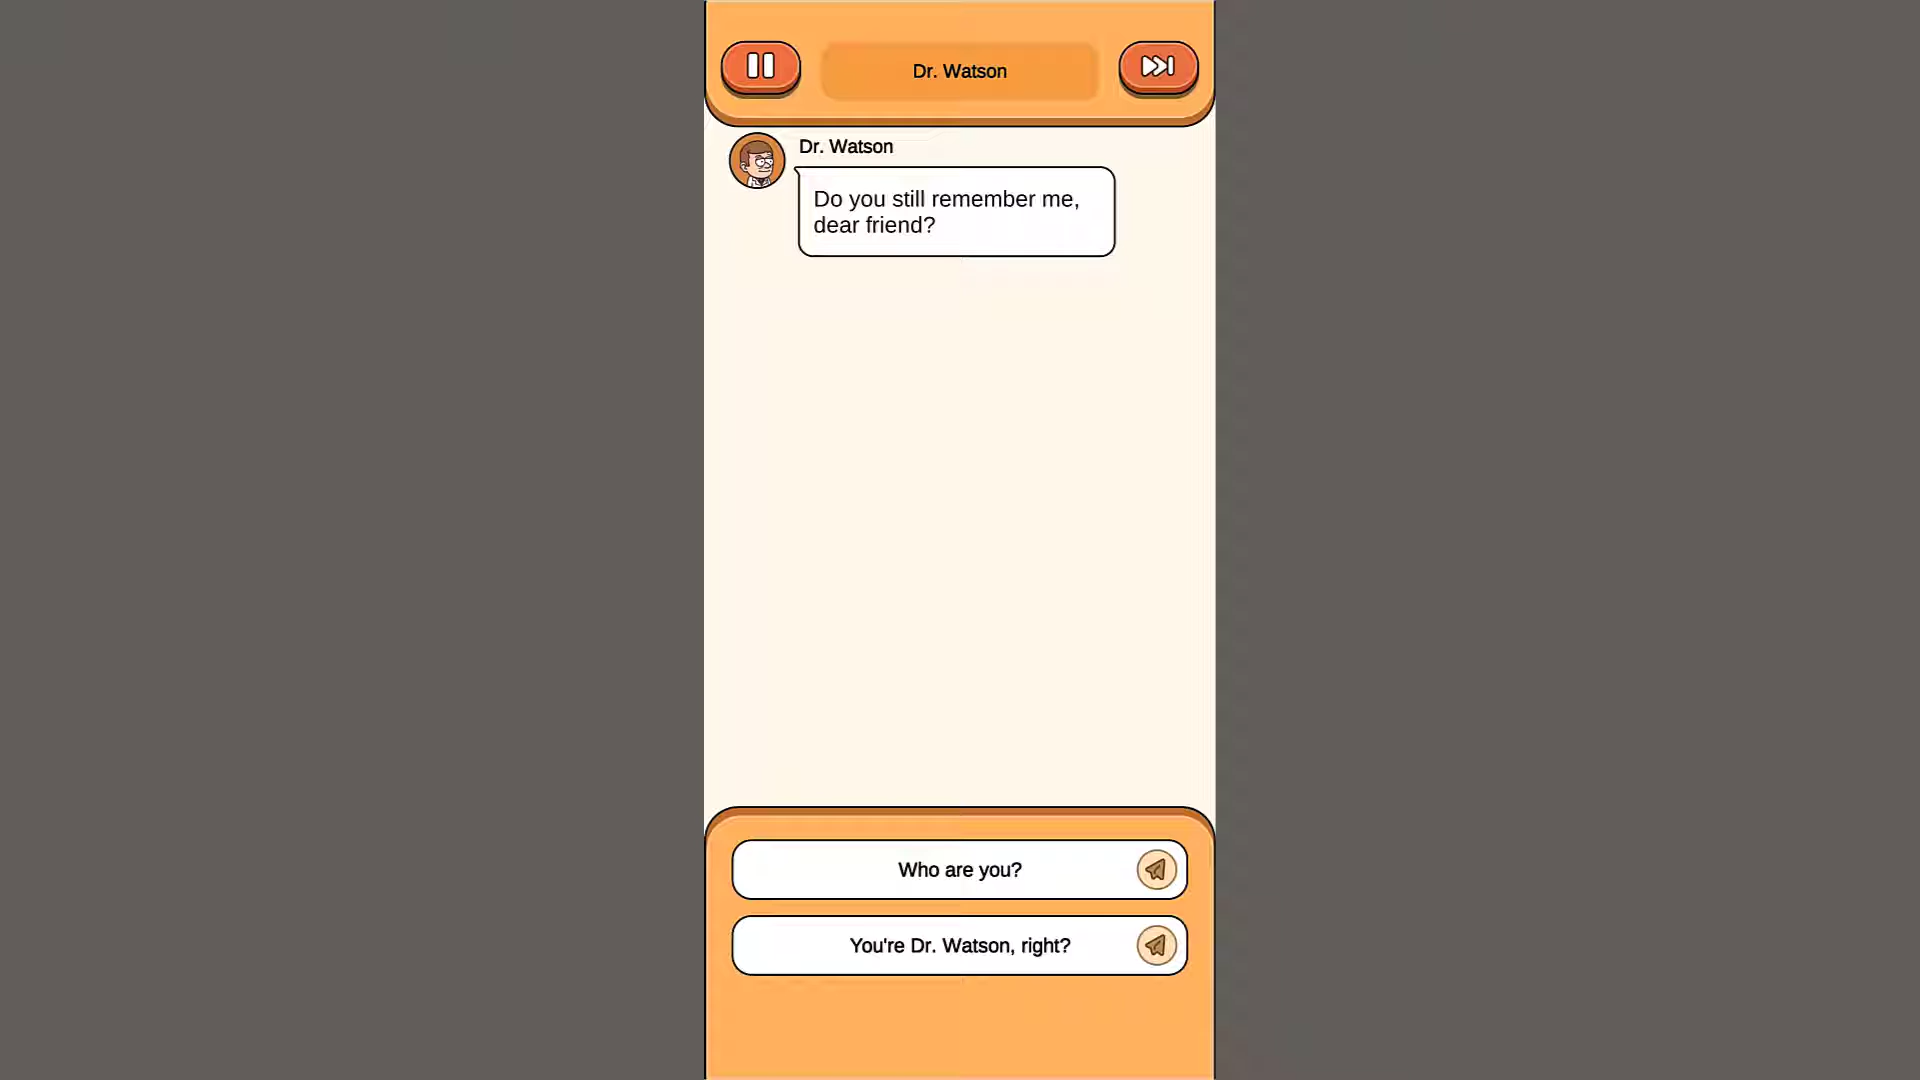 Dr. Watson
Dr. Watson
Do you still remember me,
dear friend?
Who are you?
You're Dr. Watson, right?